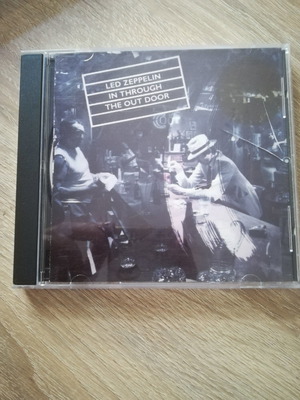 LED ZEPPELIN
IN THROUGH
THE OUT DOOR